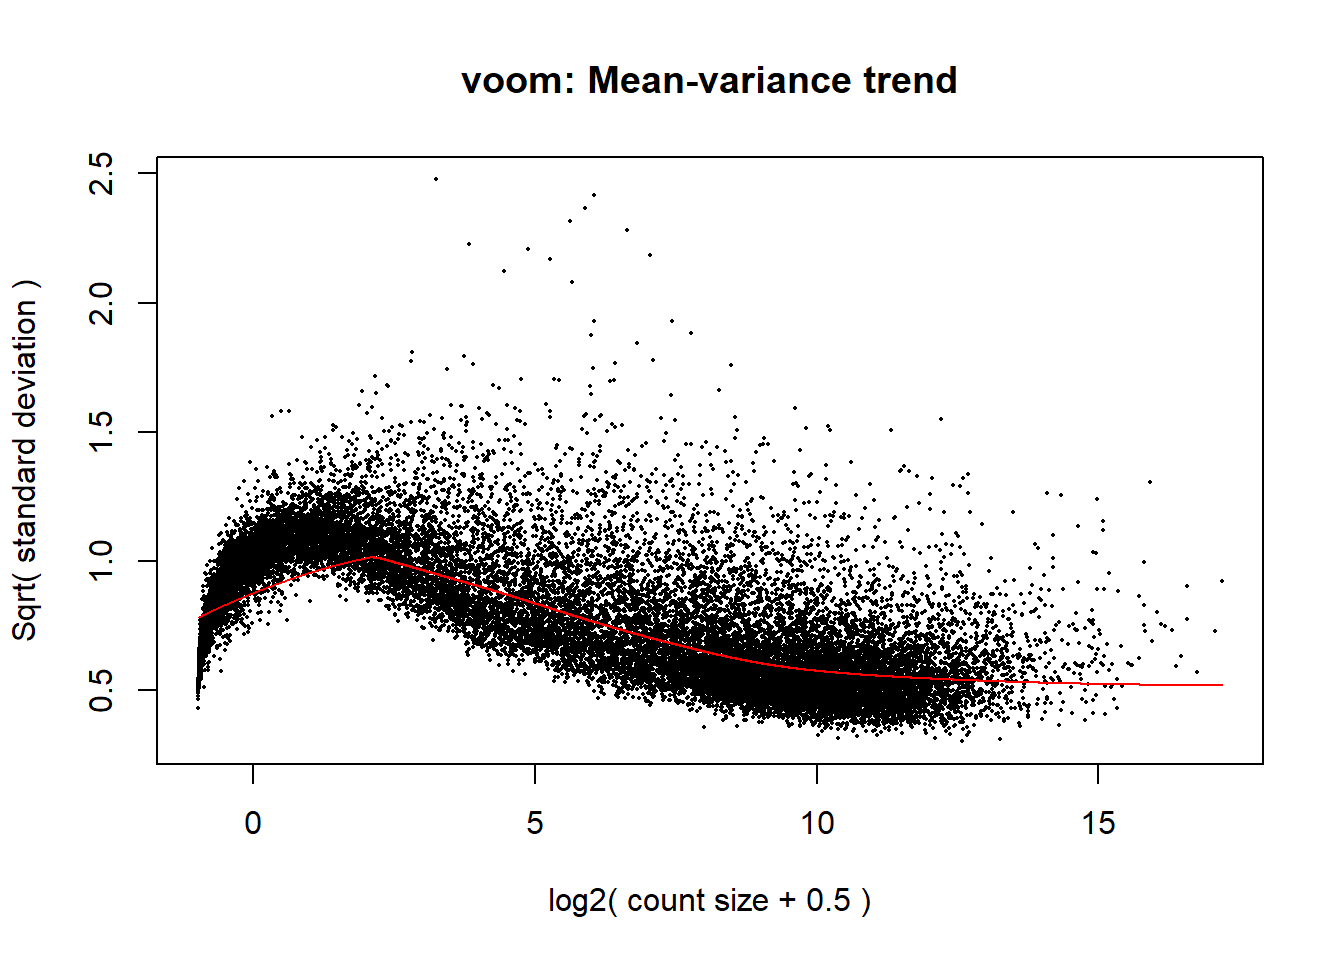 voom: Mean-variance trend
Sqrt( standard deviation )
2.5
2.0
1.5
1.0
0.5
0 5 10 15
log2( count size + 0.5 )